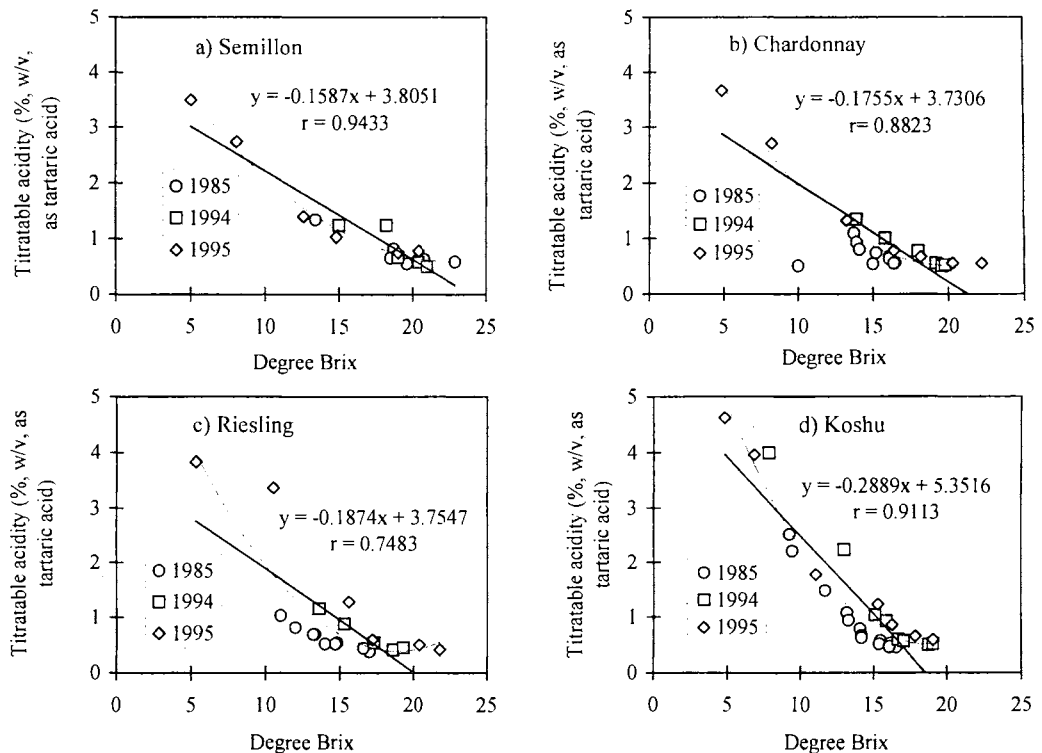 a) Semillon
y = -0.1587x + 3.8051
r = 0.9433
1985
1994
1995
Titratable acidity (%, w/v,
as tartaric acid)
5
4
3
2
1
0
0 5 10 15 20 25
Degree Brix
b) Chardonnay
y = -0.1755x + 3.7306
r= 0.8823
1985
1994
1995
Titratable acidity (%, w/v, as
tartaric acid)
5
4
3
2
1
0
0 5 10 15 20 25
Degree Brix
c) Riesling
y = -0.1874x + 3.7547
r = 0.7483
1985
1994
1995
Titratable acidity (%, w/v, as
tartaric acid)
5
4
3
2
1
0
0 5 10 15 20 25
Degree Brix
d) Koshu
y = -0.2889x + 5.3516
r = 0.9113
1985
1994
1995
Titratable acidity (%, w/v, as
tartaric acid)
5
4
3
2
1
0
0 5 10 15 20 25
Degree Brix